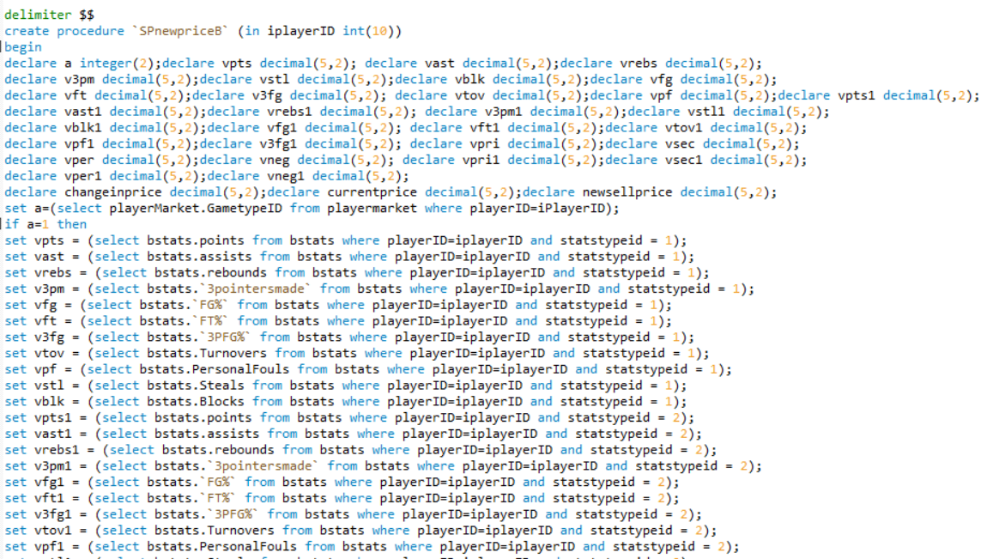 delimiter $$
create procedure `SPnewpriceB` (in iplayerID int(10))
begin
declare a integer(2);declare vpts decimal(5,2); declare vast decimal(5,2);declare vrebs decimal(5,2);
declare v3pm decimal(5,2);declare vstl decimal(5,2);declare vblk decimal(5,2);declare vfg decimal(5,2);
declare vft decimal(5,2);declare v3fg decimal(5,2); declare vtov decimal(5,2);declare vpf decimal(5,2);declare vpts1 decimal(5,2);
declare vast1 decimal(5,2);declare vrebs1 decimal(5,2); declare v3pm1 decimal(5,2);declare vstl1 decimal(5,2);
declare vblk1 decimal(5,2);declare vfg1 decimal(5,2); declare vft1 decimal(5,2);declare vtov1 decimal(5,2);
declare vpf1 decimal(5,2);declare v3fg1 decimal(5,2); declare vpri decimal(5,2);declare vsec decimal(5,2);
declare vper decimal(5,2);declare vneg decimal(5,2); declare vpri1 decimal(5,2);declare vsec1 decimal(5,2);
declare vper1 decimal(5,2);declare vneg1 decimal(5,2);
declare changeinprice decimal(5,2);declare currentprice decimal(5,2);declare newsellprice decimal(5,2);
set a=(select playerMarket.GametypeID from playermarket where playerID=iPlayerID);
if a=1 then
set vpts = (select bstats.points from bstats where playerID=iplayerID and statstypeid = 1);
set vast = (select bstats.assists from bstats where playerID=iplayerID and statstypeid = 1);
set vrebs = (select bstats.rebounds from bstats where playerID=iplayerID and statstypeid = 1);
set v3pm = (select bstats.`3pointersmade` from bstats where playerID=iplayerID and statstypeid = 1);
set vfg = (select bstats.`FG%` from bstats where playerID=iplayerID and statstypeid = 1);
set vft = (select bstats.`FT%` from bstats where playerID=iplayerID and statstypeid = 1);
set v3fg = (select bstats.`3PFG%` from bstats where playerID=iplayerID and statstypeid = 1);
set vtov = (select bstats.Turnovers from bstats where playerID=iplayerID and statstypeid = 1);
set vpf = (select bstats.PersonalFouls from bstats where playerID=iplayerID and statstypeid = 1);
set vstl = (select bstats.Steals from bstats where playerID=iplayerID and statstypeid = 1);
set vblk = (select bstats.Blocks from bstats where playerID=iplayerID and statstypeid = 1);
set vpts1 = (select bstats.points from bstats where playerID=iplayerID and statstypeid = 2);
set vast1 = (select bstats.assists from bstats where playerID=iplayerID and statstypeid = 2);
set vrebs1 = (select bstats.rebounds from bstats where playerID=iplayerID and statstypeid = 2);
set v3pm1 = (select bstats.`3pointersmade` from bstats where playerID=iplayerID and statstypeid = 2);
set vfg1 = (select bstats.`FG%` from bstats where playerID=iplayerID and statstypeid = 2);
set vft1 = (select bstats.`FT%` from bstats where playerID=iplayerID and statstypeid = 2);
set v3fg1 = (select bstats.`3PFG%` from bstats where playerID=iplayerID and statstypeid = 2);
set vtov1 = (select bstats.Turnovers from bstats where playerID=iplayerID and statstypeid = 2);
set vpf1 = (select bstats.PersonalFouls from bstats where playerID=iplayerID and statstypeid = 2);